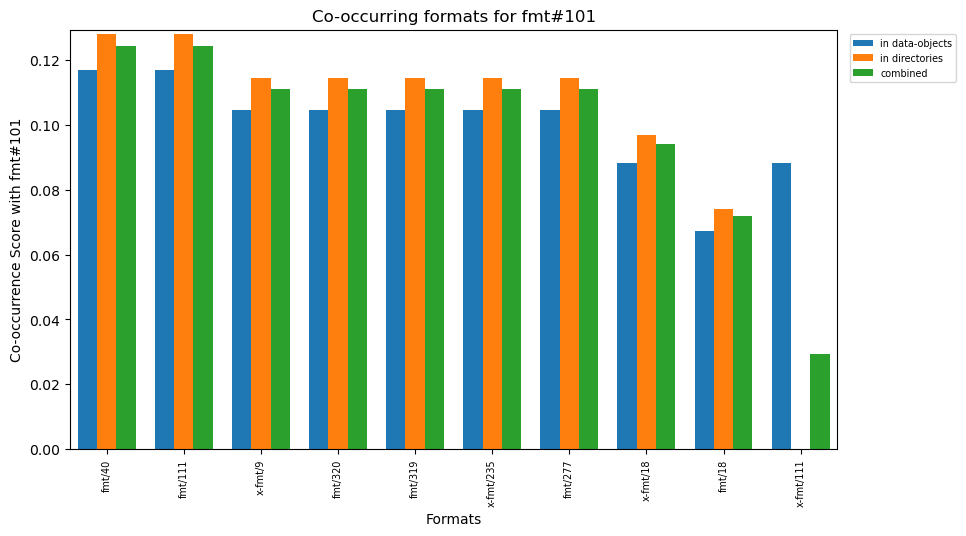 Co-occurring formats for fmt#101
in data-objects
in directories
combined
Co-occurrence Score with fmt#101
0.12
0.10
0.08
0.06
0.04
0.02
0.00
fmt/40
fmt/111
x-fmt/9
fmt/320
fmt/319
x-fmt/235
fmt/277
x-fmt/18
fmt/18
x-fmt/111
Formats